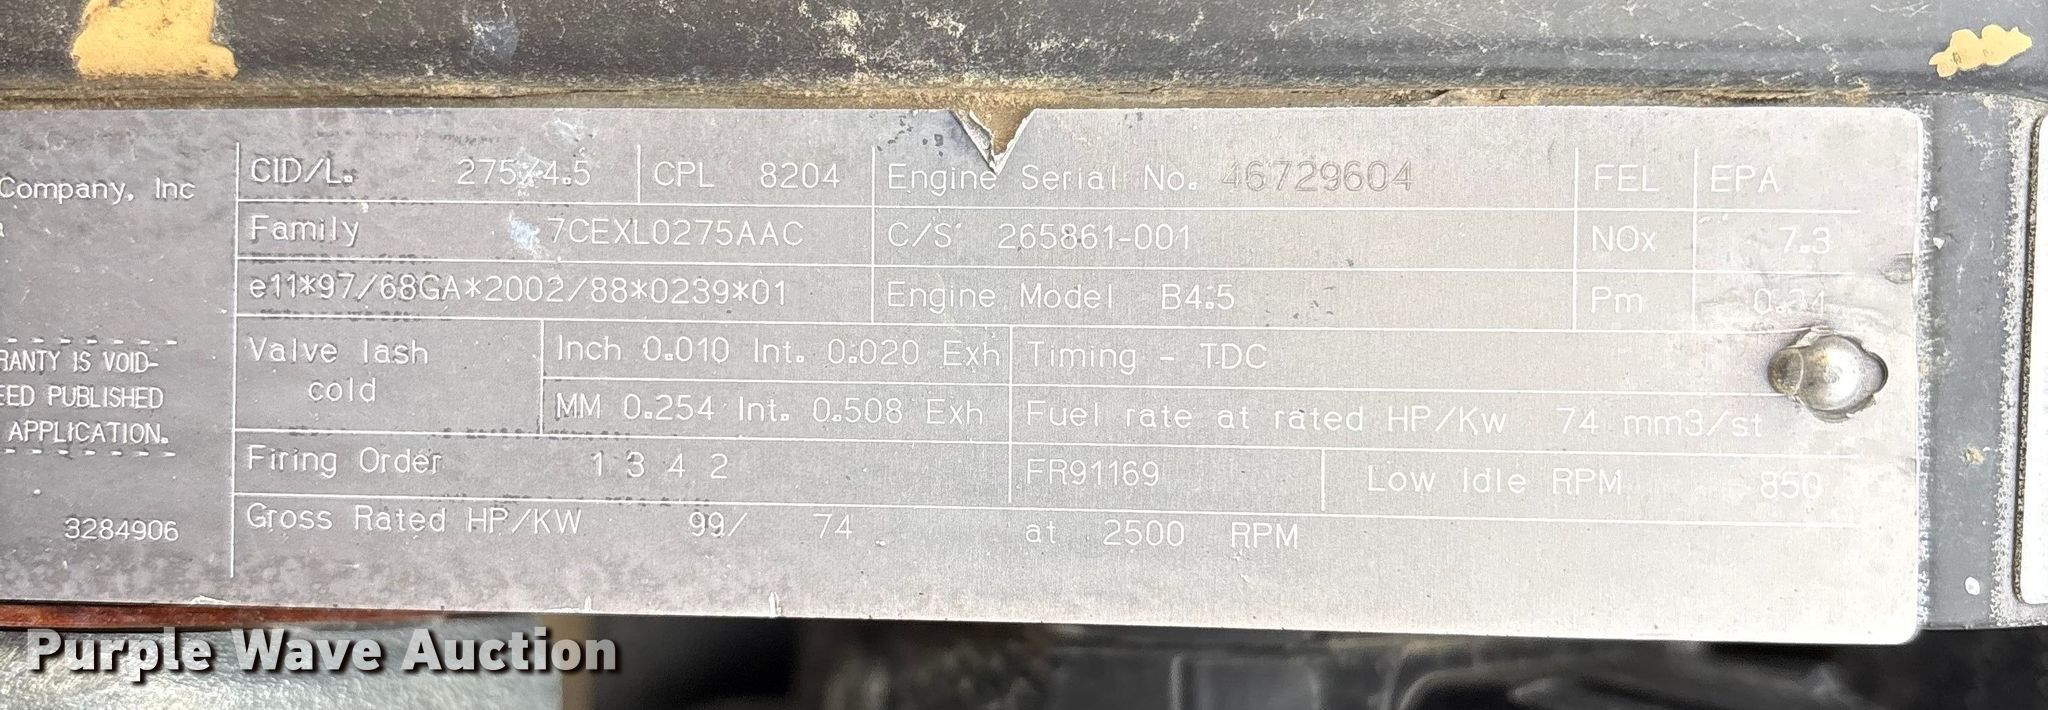 Company, Inc
CID/L. 275/4.5 CPL 8204 Engine Serial No. 46729604 FEL EPA
Family 7CEXL0275AAC C/S 265861-001 NOx 7.3
e11*97/68GA*2002/88*0239*01 Engine Model B4.5 Pm
RANTY IS VOID-
EED PUBLISHED
APPLICATION.
Valve lash cold Inch 0.010 Int. 0.020 Exh Timing - TDC
MM 0.254 Int. 0.508 Exh Fuel rate at rated HP/Kw 74 mm3/st
Firing Order 1 3 4 2 FR91169 Low Idle RPM 850
3284906 Gross Rated HP/KW 99/ 74 at 2500 RPM
Purple Wave Auction